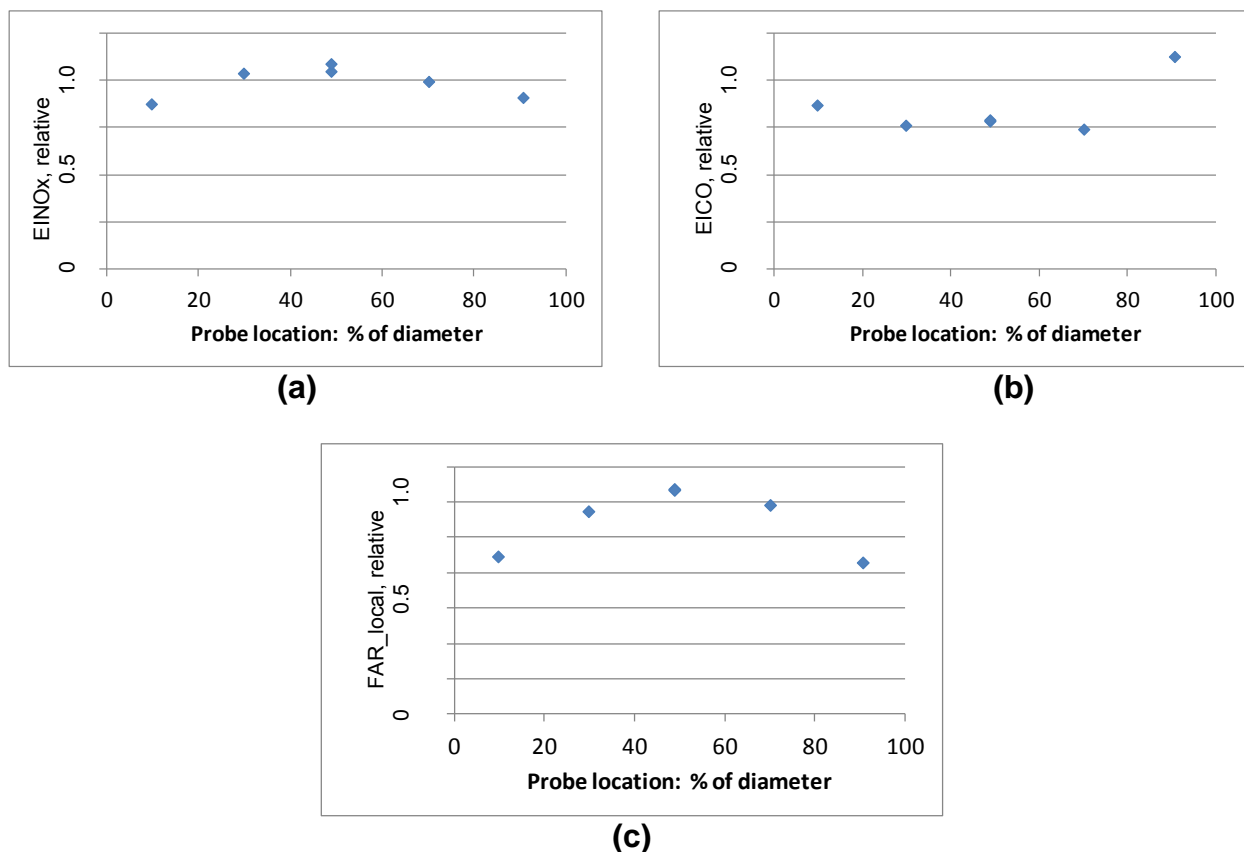 EINOx, relative
1.0
0.5
0
0 20 40 60 80 100
Probe location: % of diameter
(a)
EICO, relative
1.0
0.5
0
0 20 40 60 80 100
Probe location: % of diameter
(b)
FAR_local, relative
1.0
0.5
0
0 20 40 60 80 100
Probe location: % of diameter
(c)